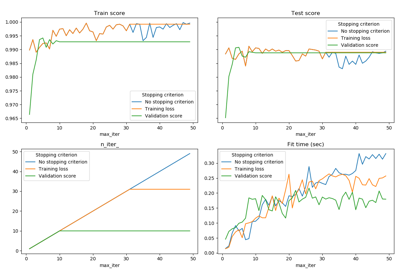 Train score
1.000
0.995
0.990
0.985
0.980
0.975
0.970
0.965
Stopping criterion
No stopping criterion
Training loss
Validation score
0 10 20 30 40 50
max_iter
Test score
Stopping criterion
No stopping criterion
Training loss
Validation score
0 10 20 30 40 50
max_iter
n_iter_
50
40
30
20
10
0
Stopping criterion
No stopping criterion
Training loss
Validation score
0 10 20 30 40 50
max_iter
Fit time (sec)
0.30
0.25
0.20
0.15
0.10
0.05
0.00
Stopping criterion
No stopping criterion
Training loss
Validation score
0 10 20 30 40 50
max_iter